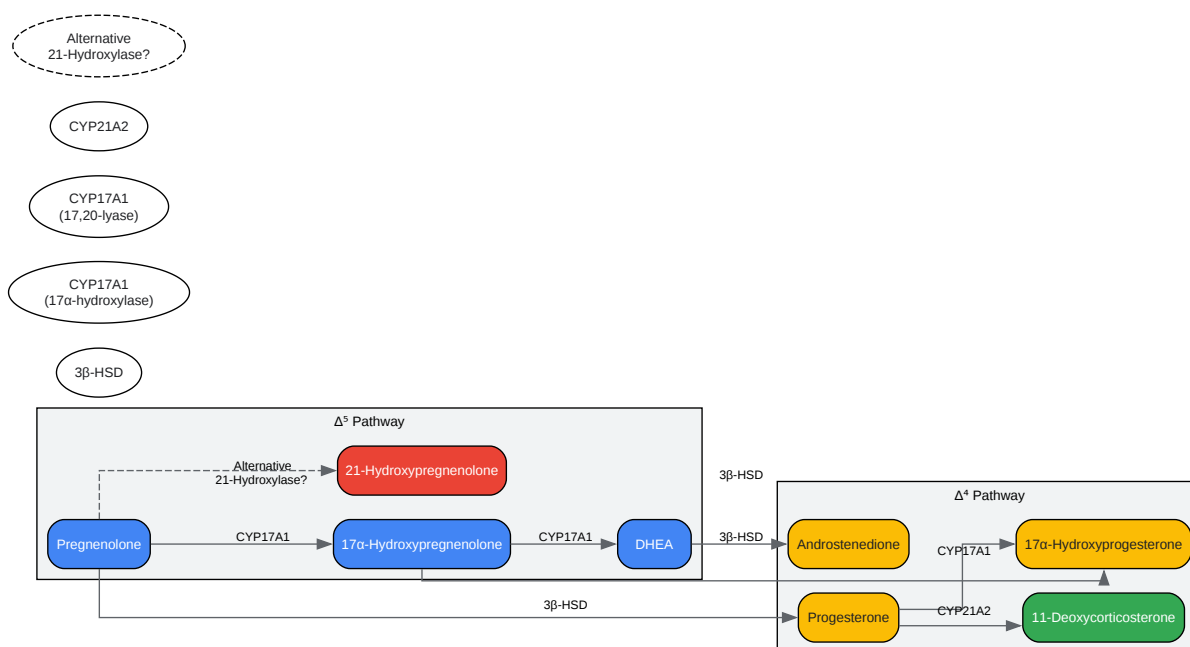 Alternative
21-Hydroxylase?
CYP21A2
CYP17A1
(17,20-lyase)
CYP17A1
(17α-hydroxylase)
3β-HSD
Δ⁵ Pathway
Alternative
21-Hydroxylase?
21-Hydroxypregnenolone
3β-HSD
Δ⁴ Pathway
Pregnenolone
CYP17A1
17α-Hydroxypregnenolone
CYP17A1
DHEA
3β-HSD
Androstenedione
CYP17A1
17α-Hydroxyprogesterone
3β-HSD
Progesterone
CYP21A2
11-Deoxycorticosterone